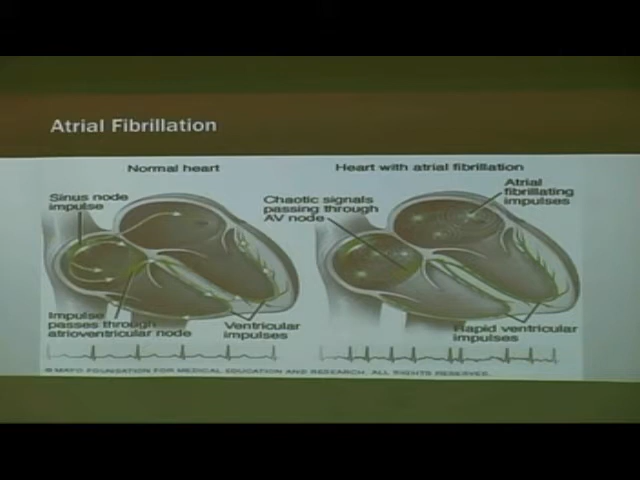 Atrial Fibrillation
Normal heart
Sinus node
impulse
Impulse
passes through
atrioventricular node
Ventricular
impulses
Heart with atrial fibrillation
Chaotic signals
passing through
AV node
Atrial
fibrillating
impulses
Rapid ventricular
impulses
© MAYO FOUNDATION FOR MEDICAL EDUCATION AND RESEARCH. ALL RIGHTS RESERVED.